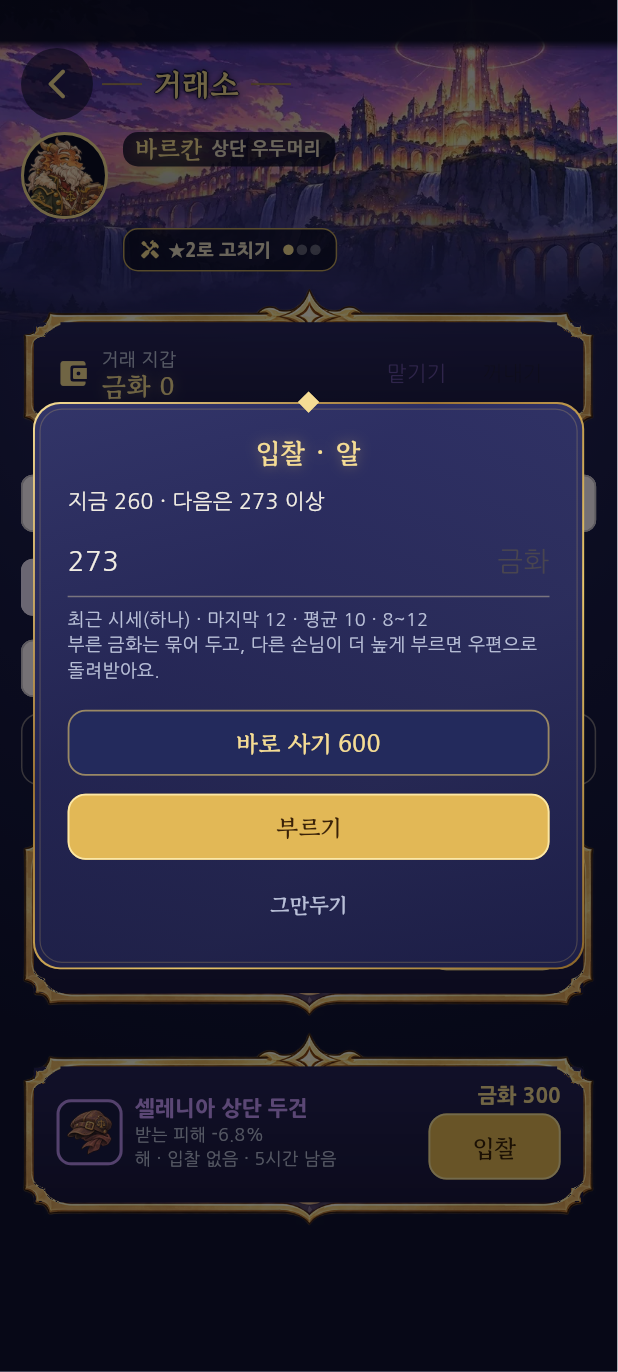 거래소
바르칸 상단 우두머리
★2로 고치기
거래 지갑
금화 0
맡기기
입찰 · 알
지금 260 · 다음은 273 이상
273
금화
최근 시세(하나) · 마지막 12 · 평균 10 · 8~12
부른 금화는 묶어 두고, 다른 손님이 더 높게 부르면 우편으로
돌려받아요.
바로 사기 600
부르기
그만두기
셀레니아 상단 두건
금화 300
받는 피해 -6.8%
해 · 입찰 없음 · 5시간 남음
입찰